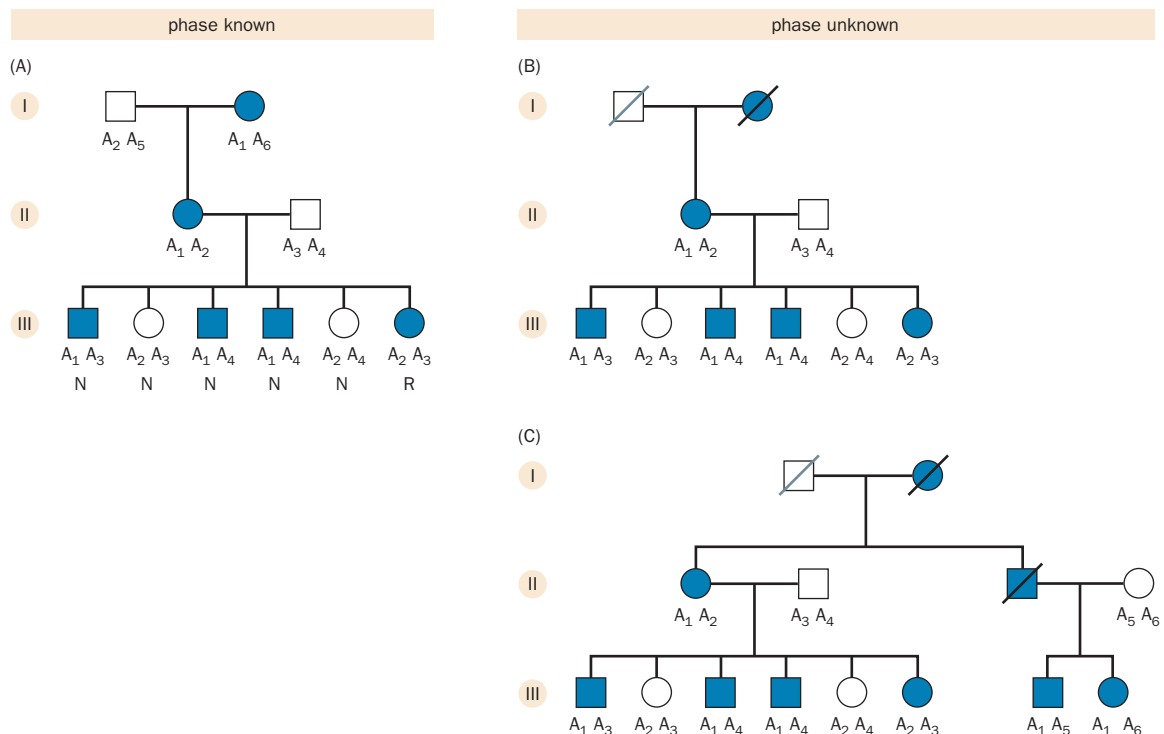 phase known
phase unknown
(A)
I
A₂ A₅ A₁ A₆
II
A₁ A₂ A₃ A₄
III
A₁ A₃ A₂ A₃ A₁ A₄ A₁ A₄ A₂ A₄ A₂ A₃
N N N N N R
(B)
I
II
A₁ A₂ A₃ A₄
III
A₁ A₃ A₂ A₃ A₁ A₄ A₁ A₄ A₂ A₄ A₂ A₃
(C)
I
II
A₁ A₂ A₃ A₄ A₅ A₆
III
A₁ A₃ A₂ A₃ A₁ A₄ A₁ A₄ A₂ A₄ A₂ A₃ A₁ A₅ A₁ A₆